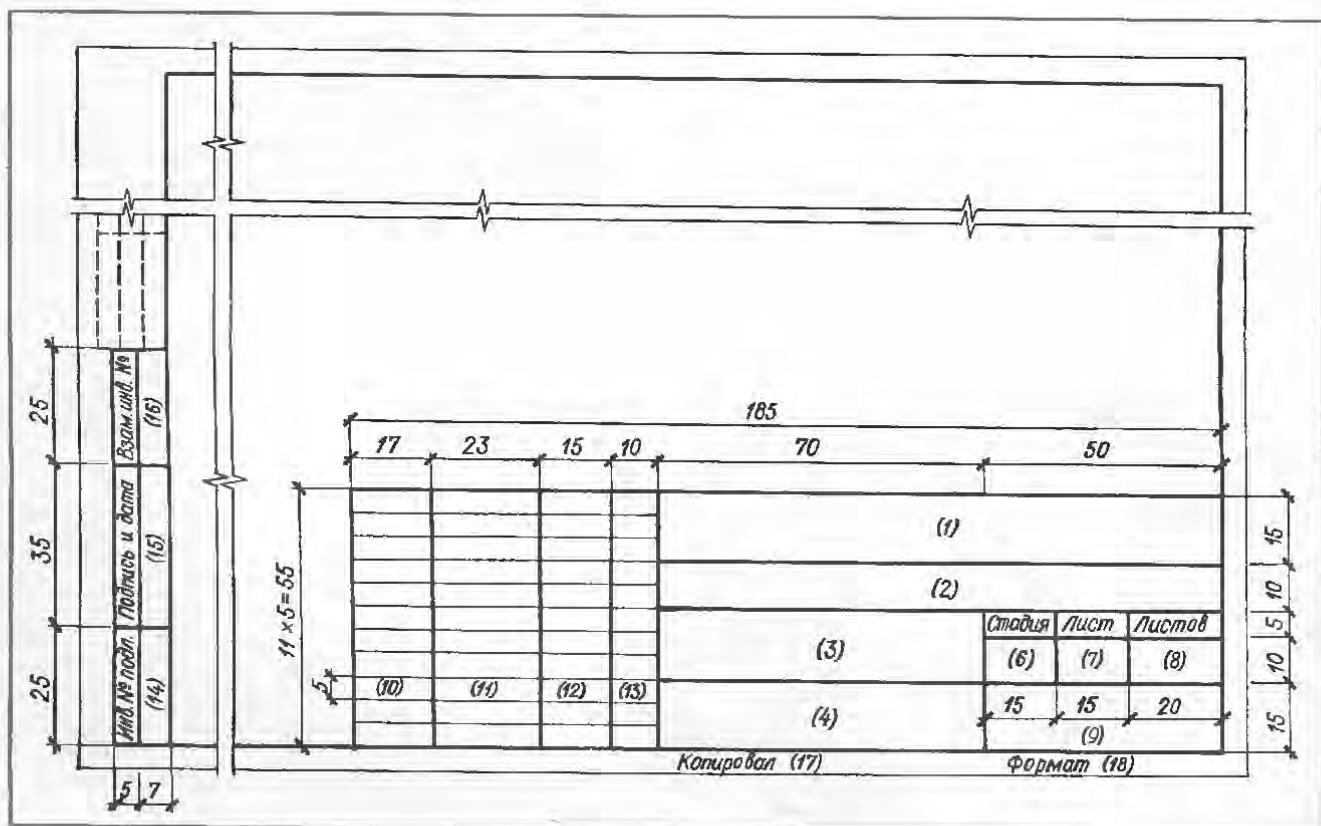 185
17 23 15 10 70 50
(1)
15
(2)
10
Стадия Лист Листов
5
(3)
(6) (7) (8)
10
(10) (11) (12) (13)
5
11 x 5=55
(4)
15 15 20
(9)
15
Копировал (17) Формат (18)
Взам.инв. №
(16)
25
Подпись и дата
(15)
35
Инв.№ подл.
(14)
25
5 7